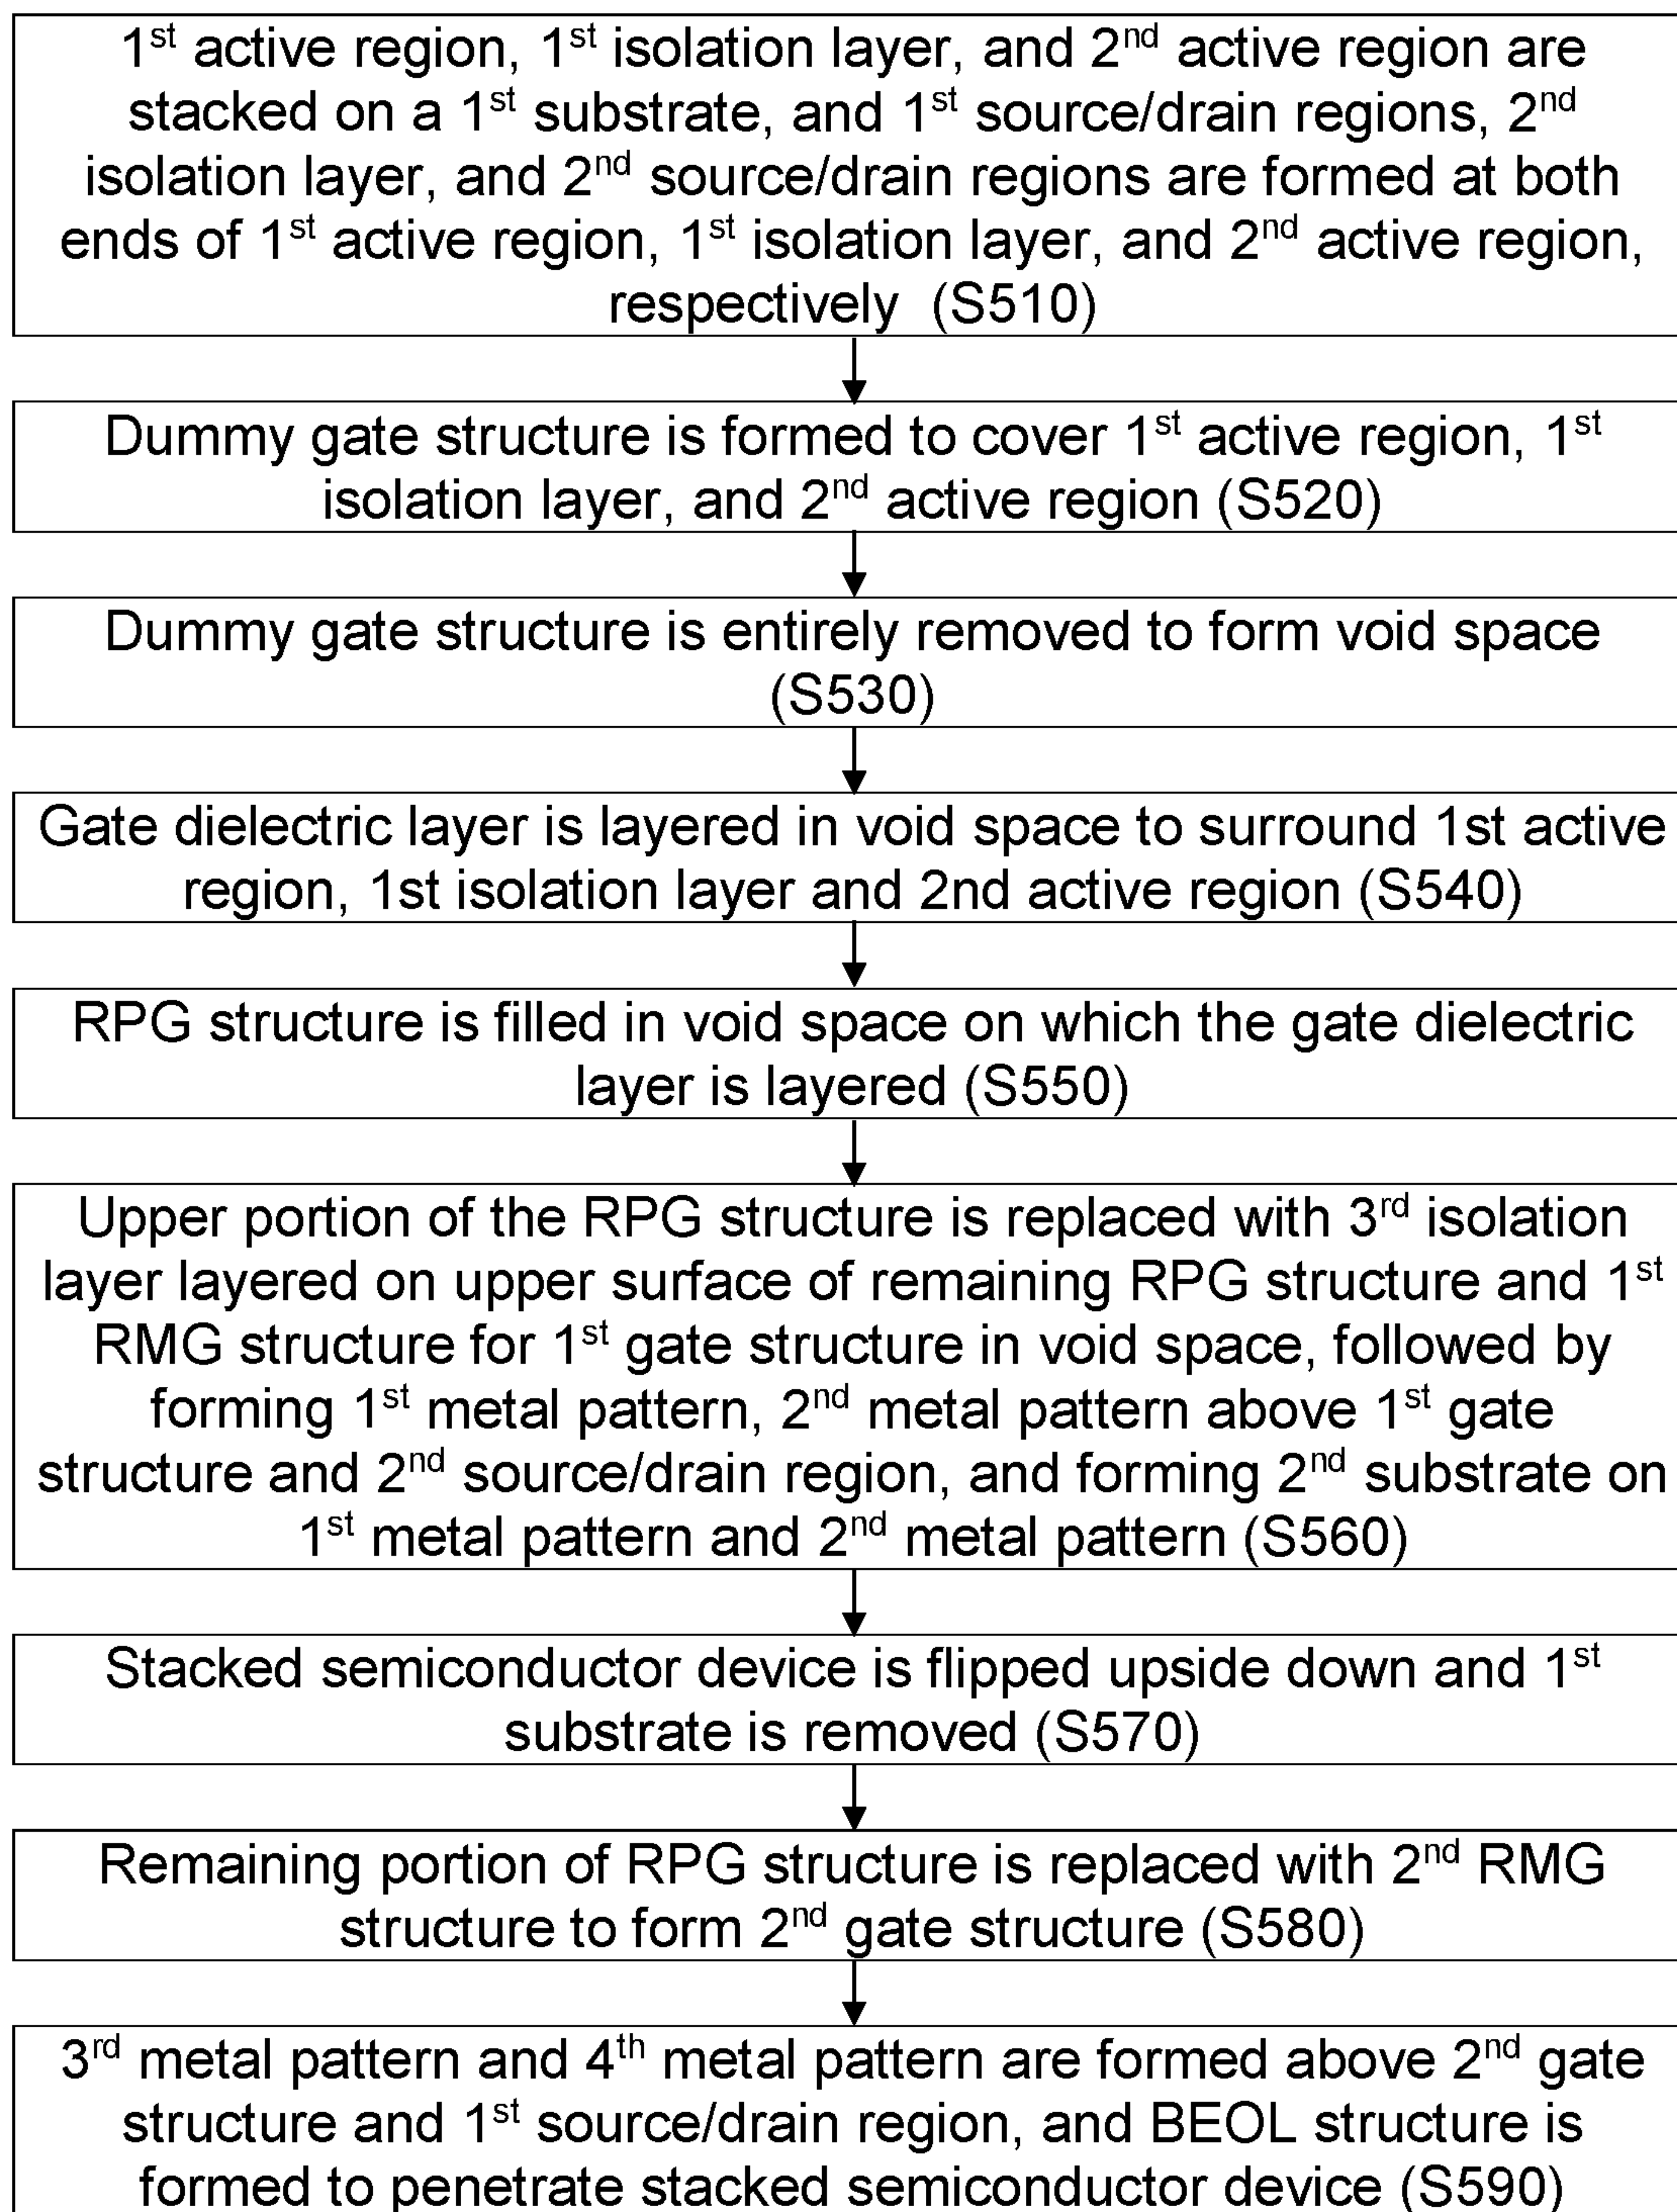 1st active region, 1st isolation layer, and 2nd active region are
stacked on a 1st substrate, and 1st source/drain regions, 2nd
isolation layer, and 2nd source/drain regions are formed at both
ends of 1st active region, 1st isolation layer, and 2nd active region,
respectively (S510)
Dummy gate structure is formed to cover 1st active region, 1st
isolation layer, and 2nd active region (S520)
Dummy gate structure is entirely removed to form void space
(S530)
Gate dielectric layer is layered in void space to surround 1st active
region, 1st isolation layer and 2nd active region (S540)
RPG structure is filled in void space on which the gate dielectric
layer is layered (S550)
Upper portion of the RPG structure is replaced with 3rd isolation
layer layered on upper surface of remaining RPG structure and 1st
RMG structure for 1st gate structure in void space, followed by
forming 1st metal pattern, 2nd metal pattern above 1st gate
structure and 2nd source/drain region, and forming 2nd substrate on
1st metal pattern and 2nd metal pattern (S560)
Stacked semiconductor device is flipped upside down and 1st
substrate is removed (S570)
Remaining portion of RPG structure is replaced with 2nd RMG
structure to form 2nd gate structure (S580)
3rd metal pattern and 4th metal pattern are formed above 2nd gate
structure and 1st source/drain region, and BEOL structure is
formed to penetrate stacked semiconductor device (S590)